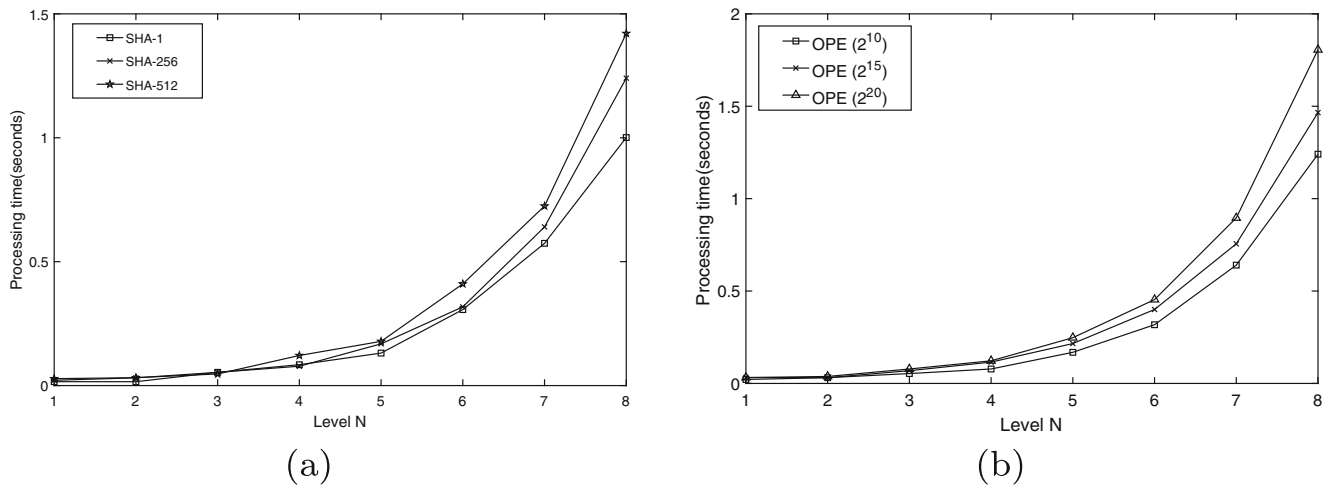 1.5
SHA-1
SHA-256
SHA-512
1
0.5
0
Processing time(seconds)
1 2 3 4 5 6 7 8
Level N
(a)
2
OPE (2^10)
OPE (2^15)
OPE (2^20)
1.5
1
0.5
0
Processing time(seconds)
1 2 3 4 5 6 7 8
Level N
(b)